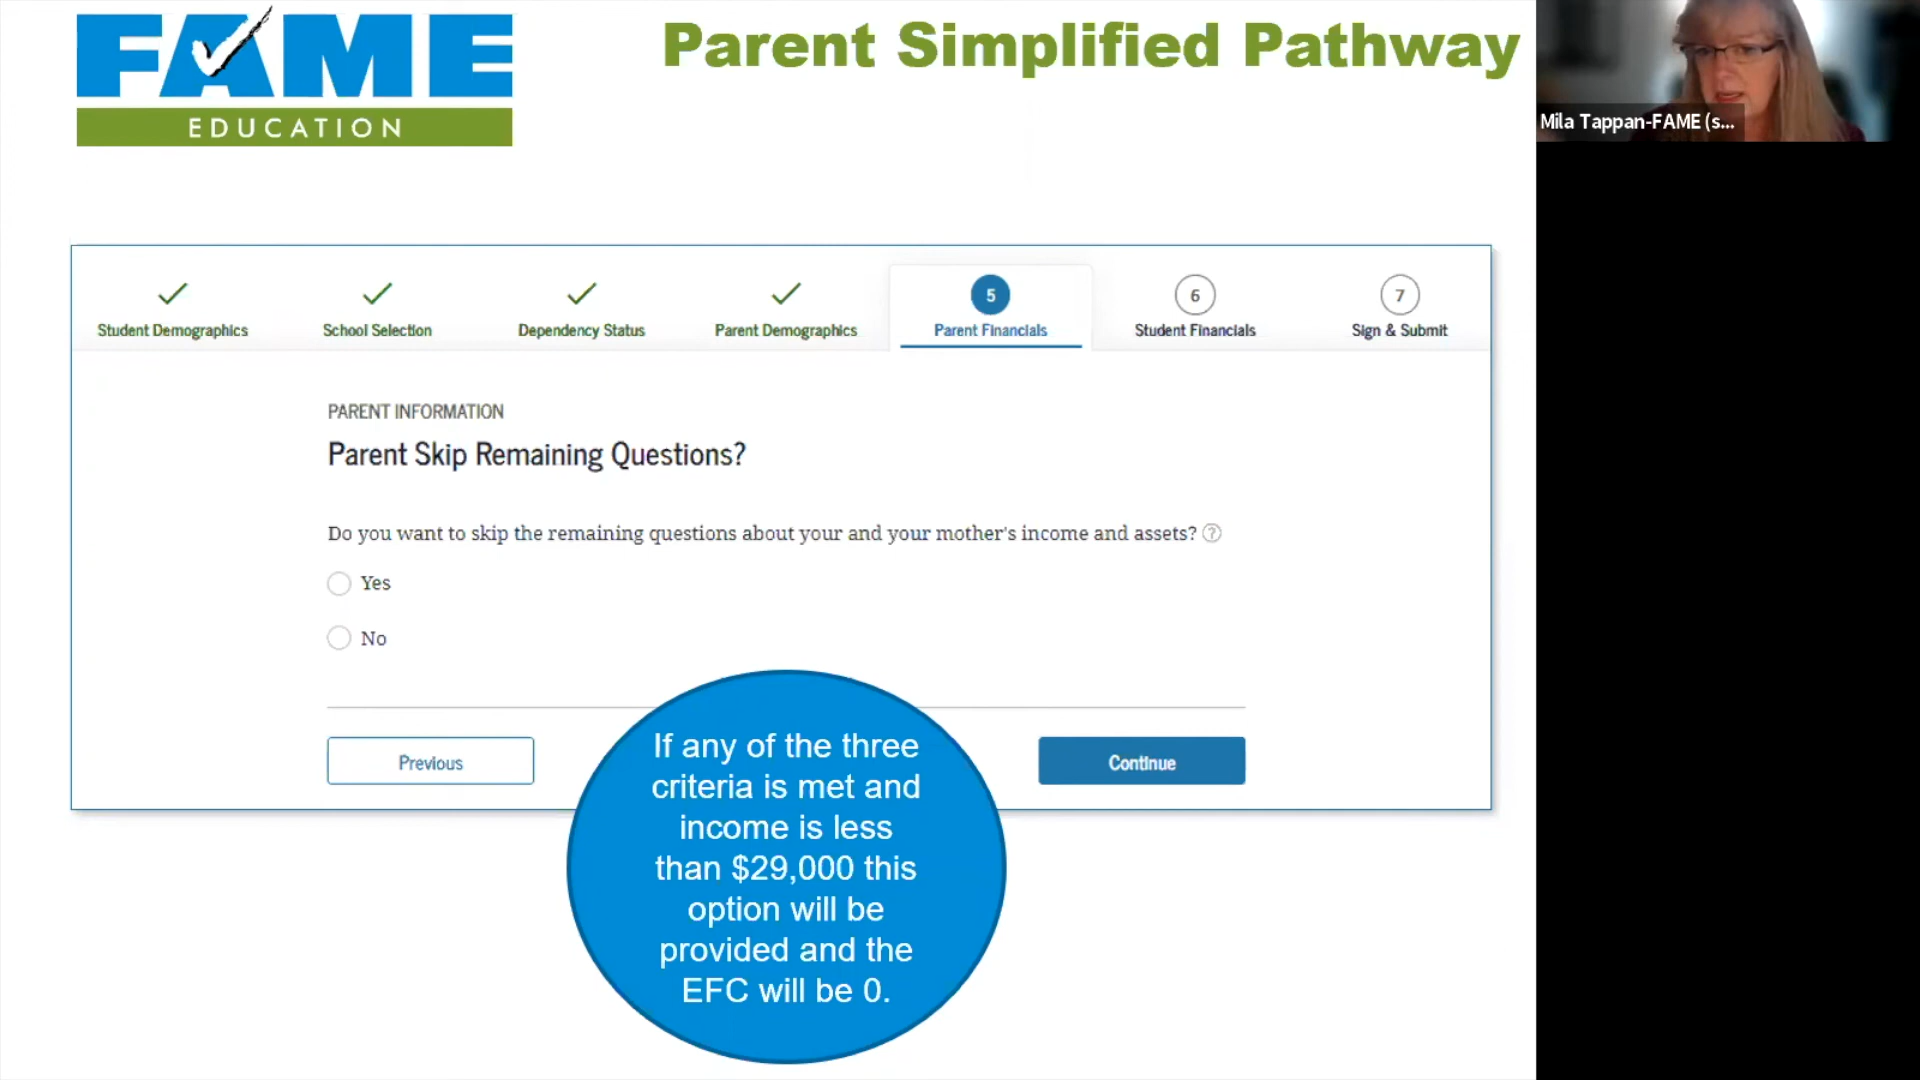 FAME
EDUCATION
Parent Simplified Pathway
Mila Tappan-FAME (s...
Student Demographics
School Selection
Dependency Status
Parent Demographics
5
Parent Financials
6
Student Financials
7
Sign & Submit
PARENT INFORMATION
Parent Skip Remaining Questions?
Do you want to skip the remaining questions about your and your mother's income and assets? ?
Yes
No
Previous
Continue
If any of the three
criteria is met and
income is less
than $29,000 this
option will be
provided and the
EFC will be 0.